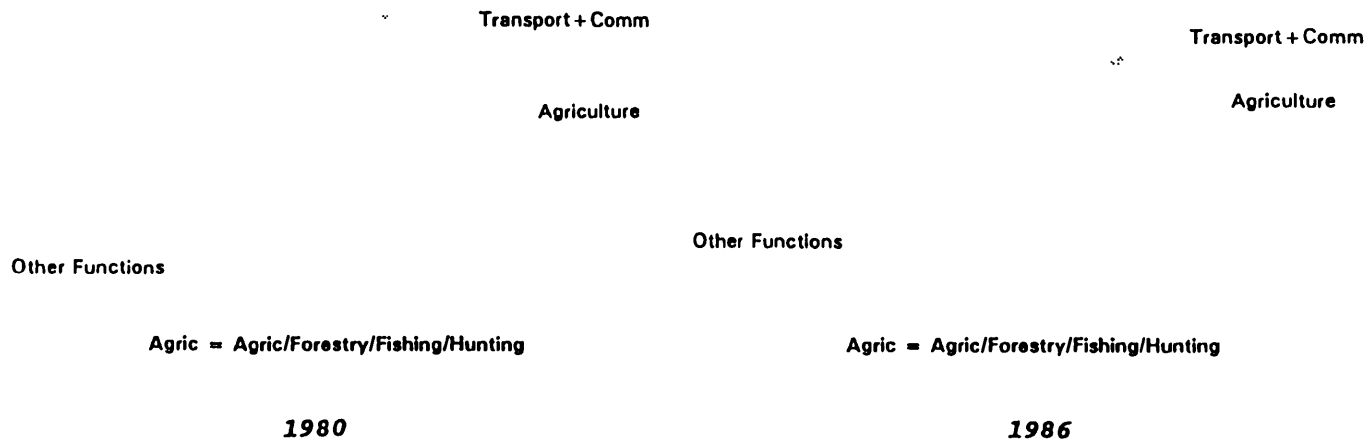 Transport + Comm
Agriculture
Other Functions
Agric = Agric/Forestry/Fishing/Hunting
1980
Transport + Comm
Agriculture
Other Functions
Agric = Agric/Forestry/Fishing/Hunting
1986